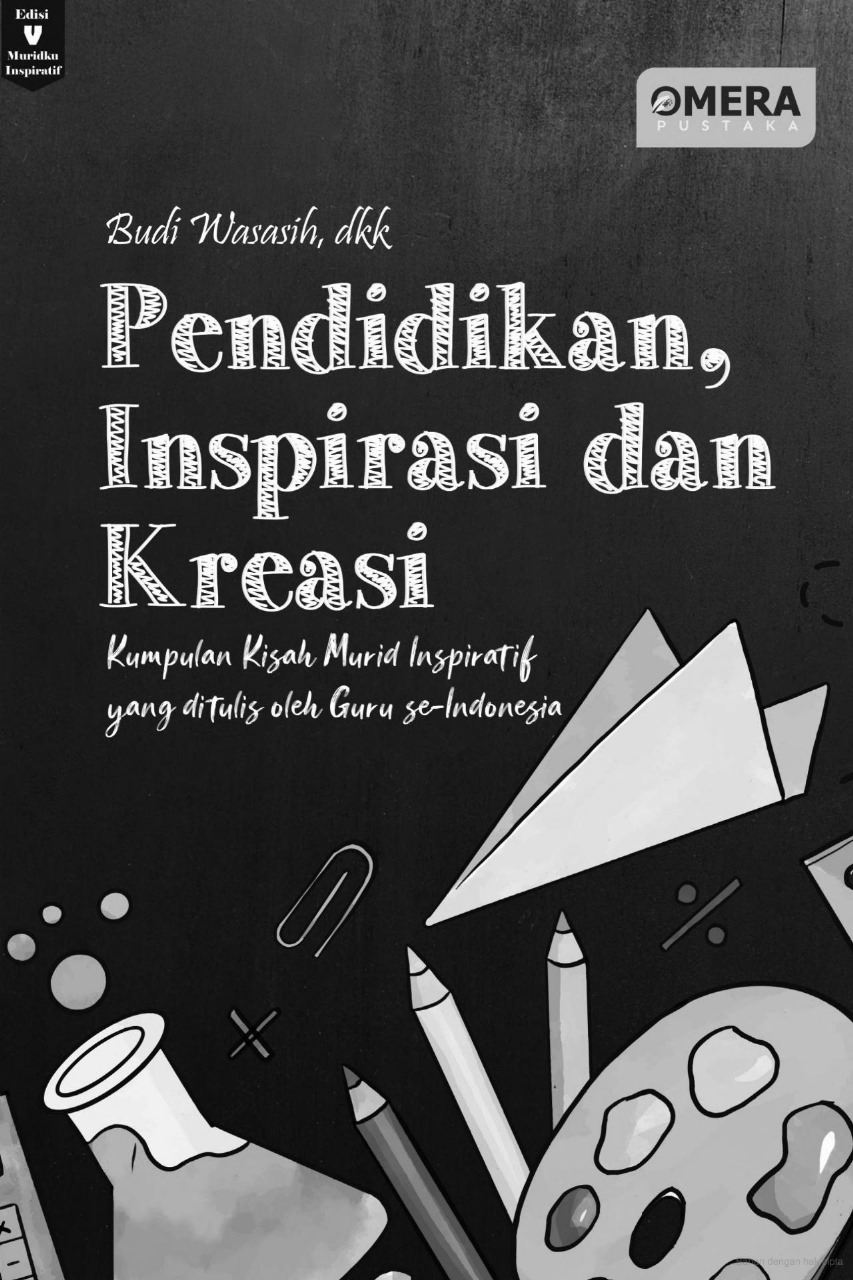 Edisi
V
Muridku
Inspiratif
OMERA
PUSTAKA
Budi Wasasih, dkk
Pendidikan,
Inspirasi dan
Kreasi
Kumpulan Kisah Murid Inspiratif
yang ditulis oleh Guru se-Indonesia
dengan hak cipta